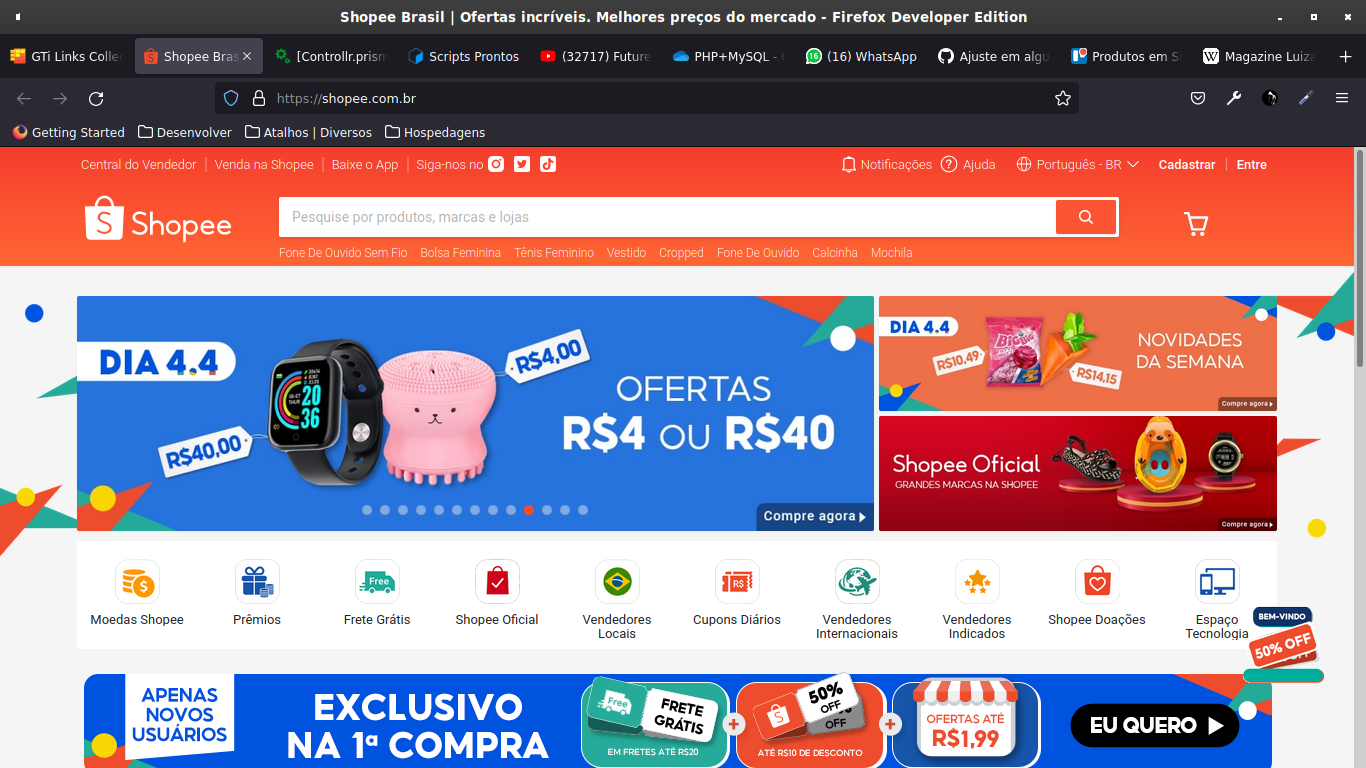 Shopee Brasil | Ofertas incríveis. Melhores preços do mercado - Firefox Developer Edition
GTi Links Collec
Shopee Bras
[Controllr.prism
Scripts Prontos
(32717) Future
PHP+MySQL -
16
(16) WhatsApp
Ajuste em algu
Produtos em S
W
Magazine Luiza
https://shopee.com.br
Getting Started
Desenvolver
Atalhos | Diversos
Hospedagens
Central do Vendedor
Venda na Shopee
Baixe o App
Siga-nos no
Notificações
Ajuda
Português - BR
Cadastrar
Entre
Shopee
Pesquise por produtos, marcas e lojas
Fone De Ouvido Sem Fio
Bolsa Feminina
Tênis Feminino
Vestido
Cropped
Fone De Ouvido
Calcinha
Mochila
DIA 4.4
R$4,00
R$40,00
20
36
OFERTAS
R$4 OU R$40
Compre agora
DIA 4.4
R$10,49
R$14,15
NOVIDADES
DA SEMANA
Compre agora
Shopee Oficial
GRANDES MARCAS NA SHOPEE
Compre agora
Moedas Shopee
Prêmios
Free
Frete Grátis
Shopee Oficial
Vendedores
Locais
R$
Cupons Diários
Vendedores
Internacionais
Vendedores
Indicados
Shopee Doações
Espaço
Tecnologia
BEM-VINDO
50% OFF
APENAS
NOVOS
USUÁRIOS
EXCLUSIVO
NA 1ª COMPRA
Free
FRETE
GRÁTIS
EM FRETES ATÉ R$20
50%
OFF
OFF
ATÉ R$10 DE DESCONTO
OFERTAS ATÉ
R$1,99
EU QUERO